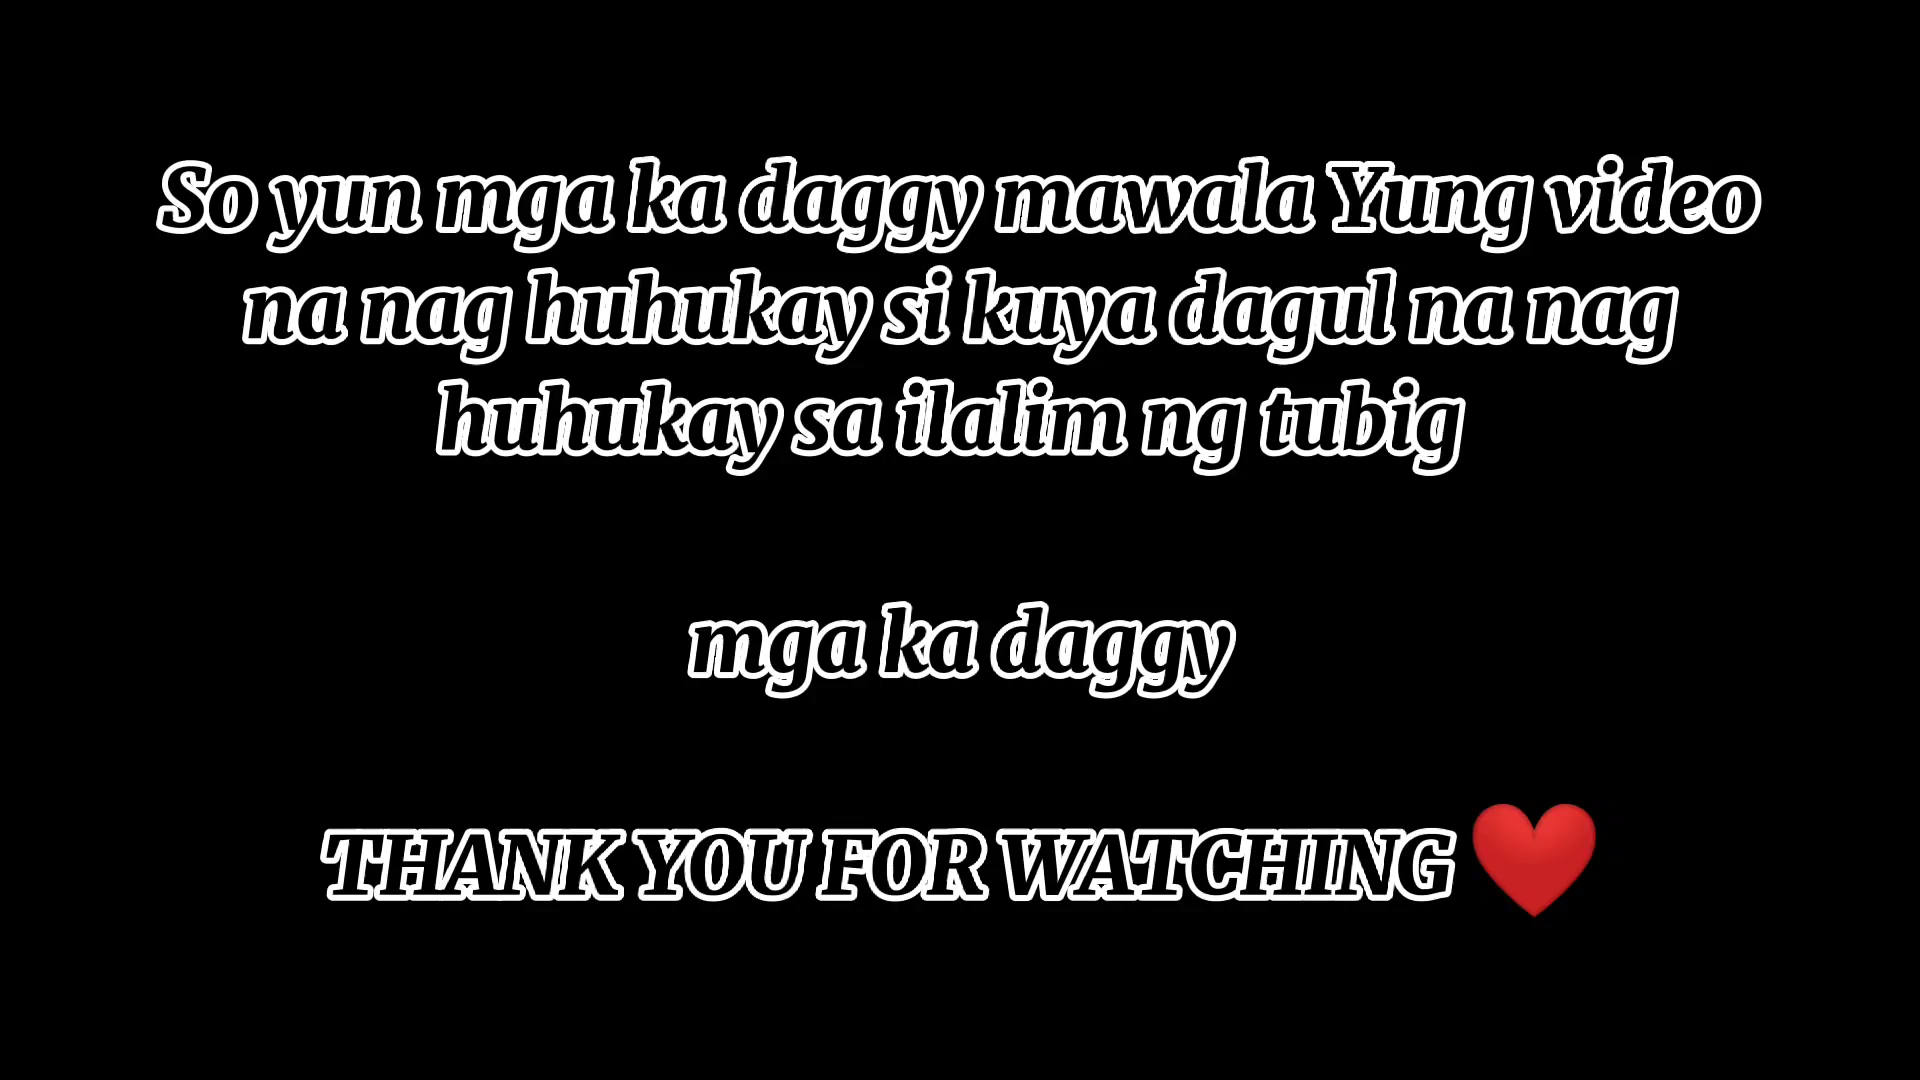 So yun mga ka daggy mawala Yung video
na nag huhukay si kuya dagul na nag
huhukay sa ilalim ng tubig
mga ka daggy
THANK YOU FOR WATCHING ❤️